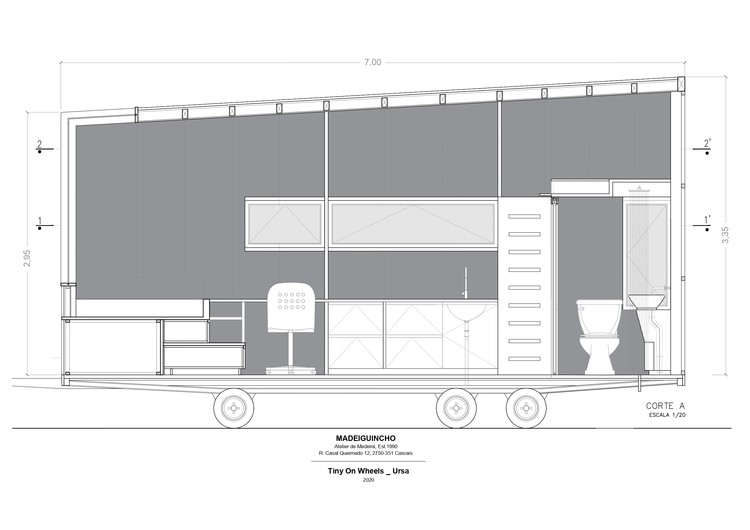 7,00
2
2'
1
1'
2,95
3,35
CORTE A
ESCALA 1/20
MADEIGUINCHO
Atelier de Madeira, Est 1990
R. Casal Queimado 12, 2750-351 Cascais
Tiny On Wheels _ Ursa
2020